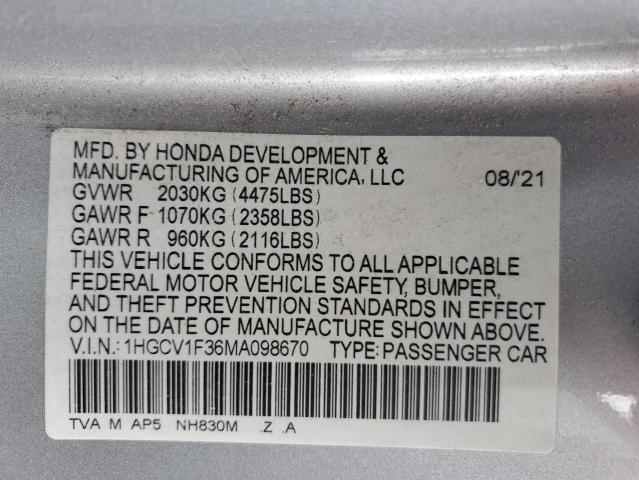 MFD. BY HONDA DEVELOPMENT &
MANUFACTURING OF AMERICA, LLC 08/'21
GVWR 2030KG (4475LBS)
GAWR F 1070KG (2358LBS)
GAWR R 960KG (2116LBS)
THIS VEHICLE CONFORMS TO ALL APPLICABLE
FEDERAL MOTOR VEHICLE SAFETY, BUMPER,
AND THEFT PREVENTION STANDARDS IN EFFECT
ON THE DATE OF MANUFACTURE SHOWN ABOVE.
V.I.N.: 1HGCV1F36MA098670 TYPE: PASSENGER CAR
TVA M AP5 NH830M .Z .A